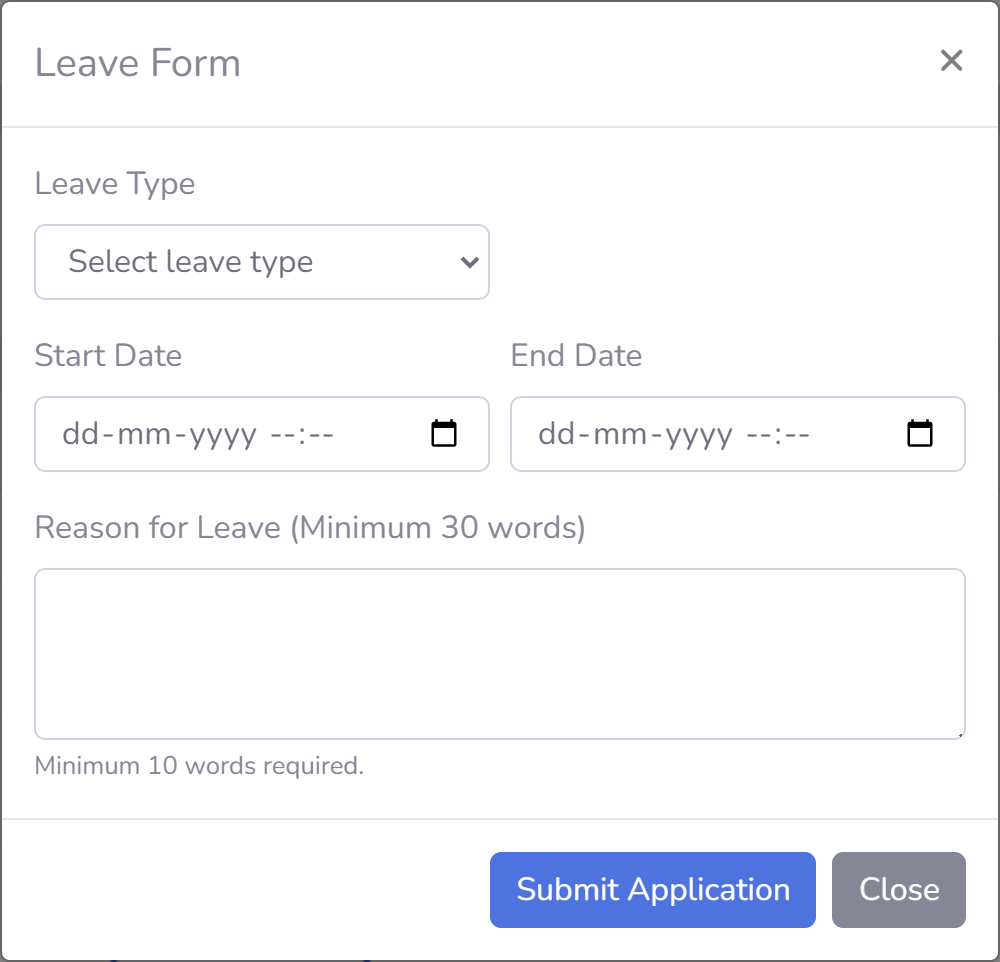 Leave Form
Leave Type
Select leave type
Start Date End Date
dd-mm-yyyy --:-- dd-mm-yyyy --:--
Reason for Leave (Minimum 30 words)
Minimum 10 words required.
Submit Application Close